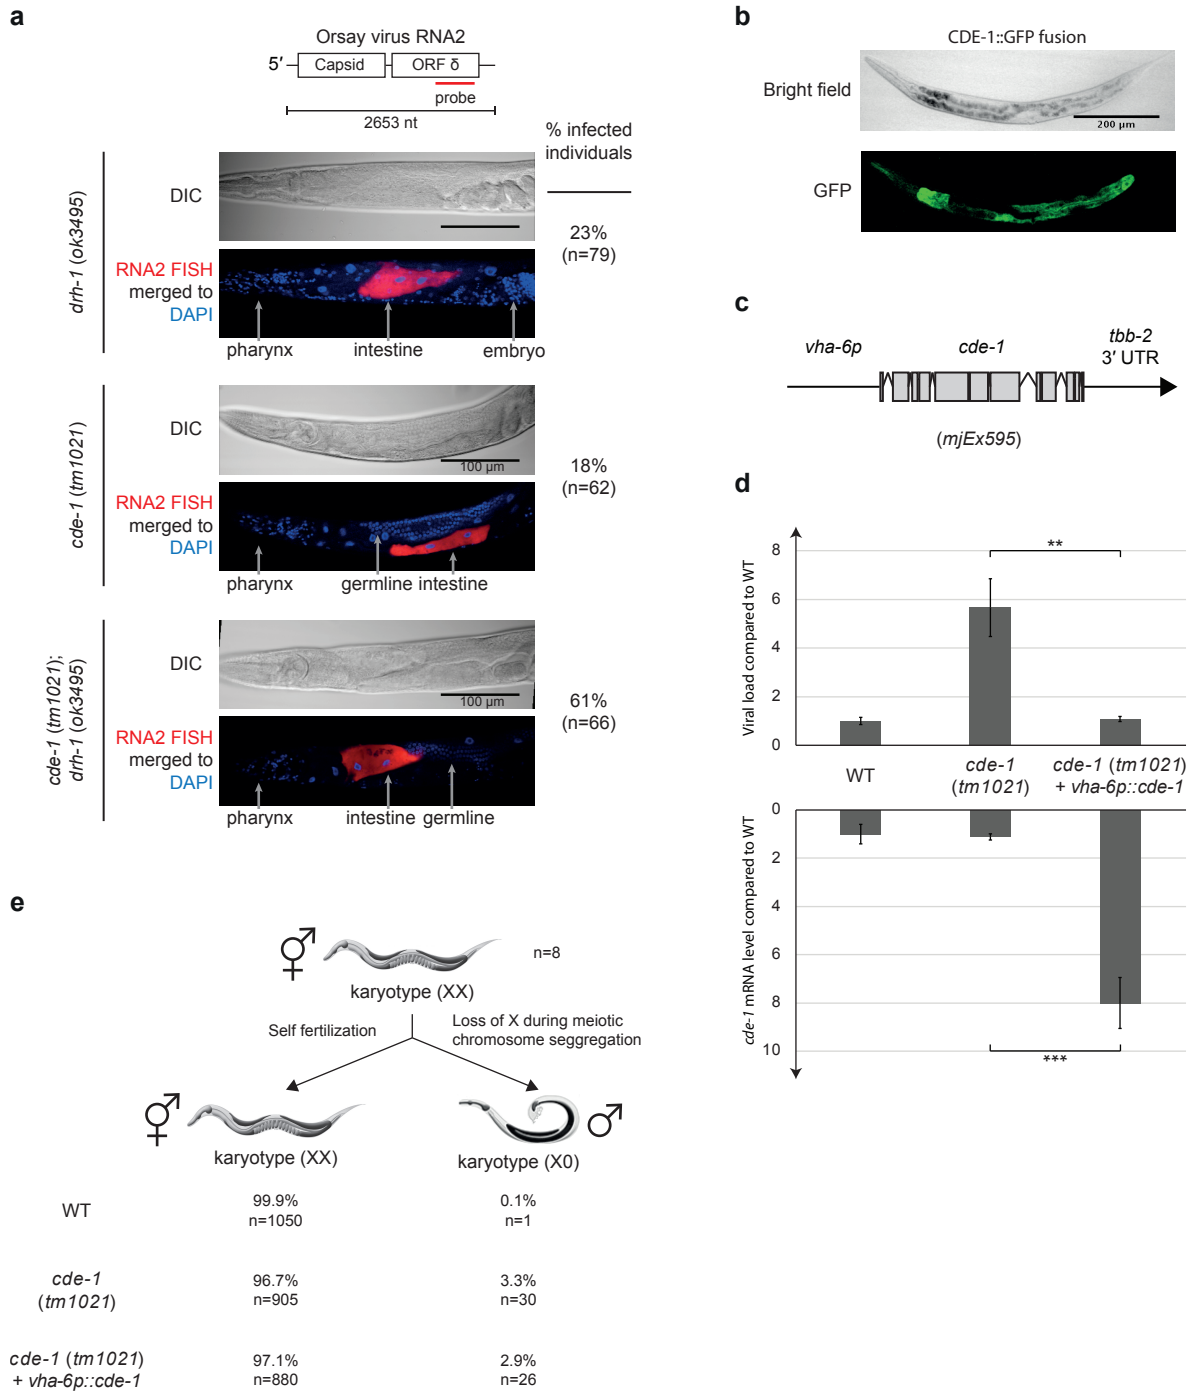 a
Orsay virus RNA2
5′
Capsid
ORF δ
probe
2653 nt
% infected
individuals
drh-1 (ok3495)
DIC
RNA2 FISH
merged to
DAPI
23%
(n=79)
pharynx
intestine
embryo
cde-1 (tm1021)
DIC
100 µm
RNA2 FISH
merged to
DAPI
18%
(n=62)
pharynx
germline
intestine
cde-1 (tm1021);
drh-1 (ok3495)
DIC
100 µm
RNA2 FISH
merged to
DAPI
61%
(n=66)
pharynx
intestine
germline
b
CDE-1::GFP fusion
Bright field
200 µm
GFP
c
vha-6p
cde-1
tbb-2
3′ UTR
(mjEx595)
d
Viral load compared to WT
8
6
4
2
0
**
WT
cde-1
(tm1021)
cde-1 (tm1021)
+ vha-6p::cde-1
cde-1 mRNA level compared to WT
0
2
4
6
8
10
***
e
n=8
karyotype (XX)
Self fertilization
Loss of X during meiotic
chromosome seggregation
karyotype (XX)
karyotype (X0)
WT
99.9%
n=1050
0.1%
n=1
cde-1
(tm1021)
96.7%
n=905
3.3%
n=30
cde-1 (tm1021)
+ vha-6p::cde-1
97.1%
n=880
2.9%
n=26